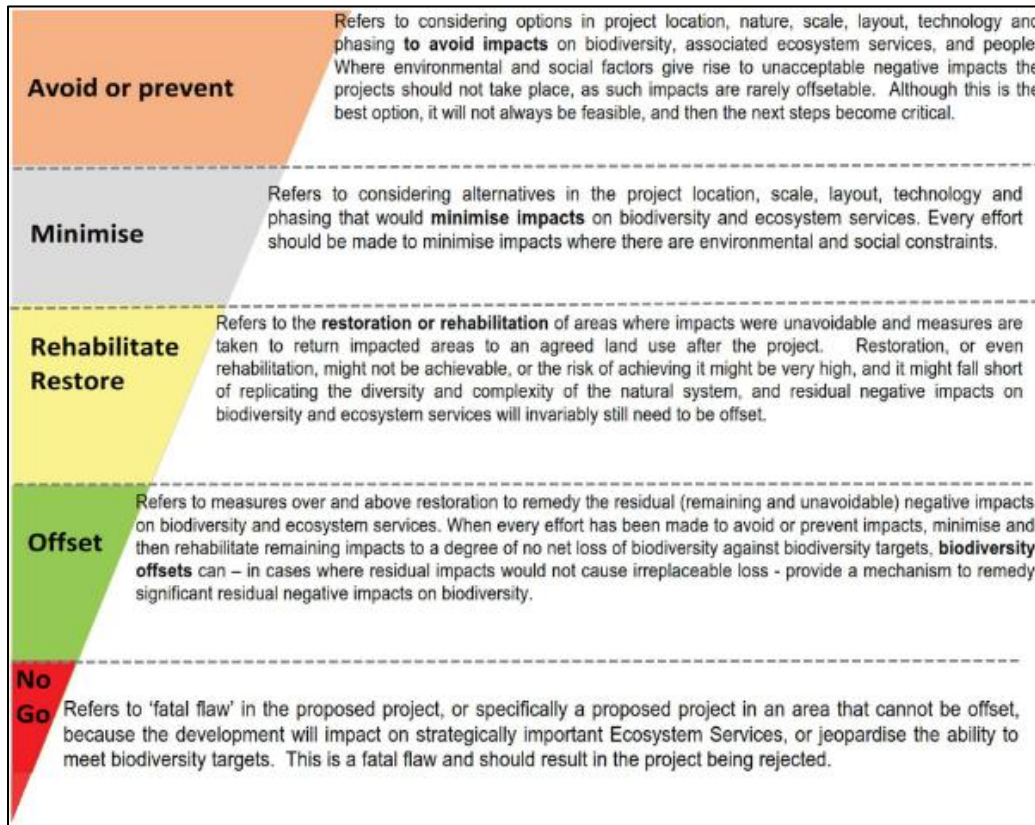 Avoid or prevent
Refers to considering options in project location, nature, scale, layout, technology and
phasing to avoid impacts on biodiversity, associated ecosystem services, and people
Where environmental and social factors give rise to unacceptable negative impacts the
projects should not take place, as such impacts are rarely offsetable. Although this is the
best option, it will not always be feasible, and then the next steps become critical.
Minimise
Refers to considering alternatives in the project location, scale, layout, technology and
phasing that would minimise impacts on biodiversity and ecosystem services. Every effort
should be made to minimise impacts where there are environmental and social constraints.
Rehabilitate
Restore
Refers to the restoration or rehabilitation of areas where impacts were unavoidable and measures are
taken to return impacted areas to an agreed land use after the project. Restoration, or even
rehabilitation, might not be achievable, or the risk of achieving it might be very high, and it might fall short
of replicating the diversity and complexity of the natural system, and residual negative impacts on
biodiversity and ecosystem services will invariably still need to be offset.
Offset
Refers to measures over and above restoration to remedy the residual (remaining and unavoidable) negative impacts
on biodiversity and ecosystem services. When every effort has been made to avoid or prevent impacts, minimise and
then rehabilitate remaining impacts to a degree of no net loss of biodiversity against biodiversity targets, biodiversity
offsets can – in cases where residual impacts would not cause irreplaceable loss - provide a mechanism to remedy
significant residual negative impacts on biodiversity.
No
Go
Refers to ‘fatal flaw’ in the proposed project, or specifically a proposed project in an area that cannot be offset,
because the development will impact on strategically important Ecosystem Services, or jeopardise the ability to
meet biodiversity targets. This is a fatal flaw and should result in the project being rejected.